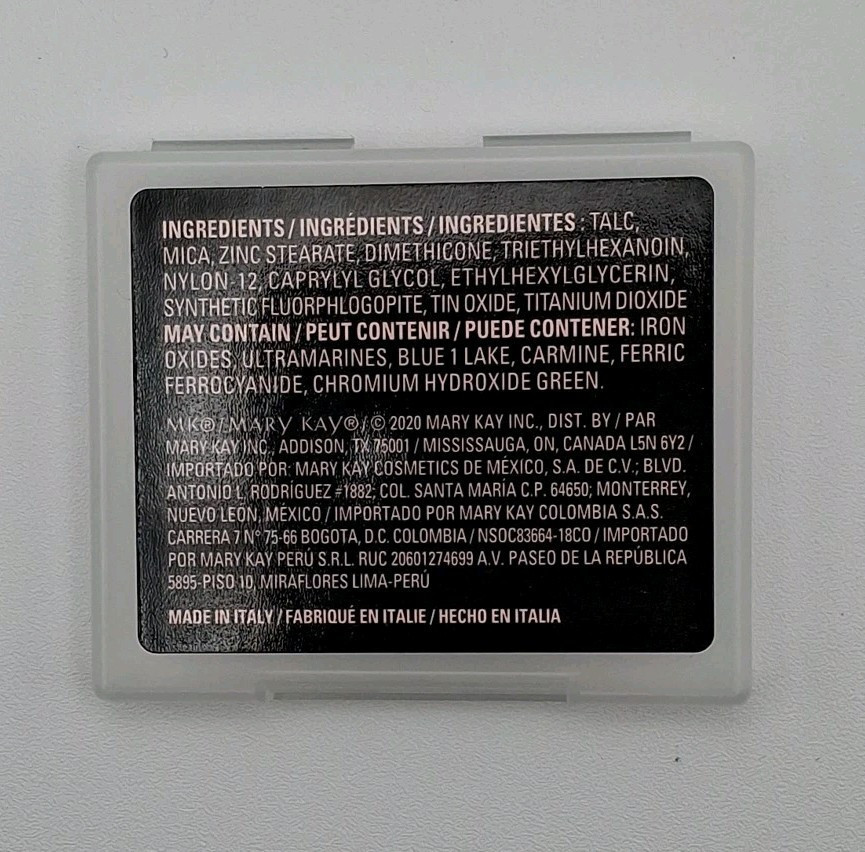 INGREDIENTS / INGRÉDIENTS / INGREDIENTES : TALC,
MICA, ZINC STEARATE, DIMETHICONE, TRIETHYLHEXANOIN,
NYLON-12, CAPRYLYL GLYCOL, ETHYLHEXYLGLYCERIN,
SYNTHETIC FLUORPHLOGOPITE, TIN OXIDE, TITANIUM DIOXIDE
MAY CONTAIN / PEUT CONTENIR / PUEDE CONTENER: IRON
OXIDES, ULTRAMARINES, BLUE 1 LAKE, CARMINE, FERRIC
FERROCYANIDE, CHROMIUM HYDROXIDE GREEN.
MK® / MARY KAY® / © 2020 MARY KAY INC., DIST. BY / PAR
MARY KAY INC., ADDISON, TX 75001 / MISSISSAUGA, ON, CANADA L5N 6Y2 /
IMPORTADO POR: MARY KAY COSMETICS DE MÉXICO, S.A. DE C.V.; BLVD.
ANTONIO L. RODRÍGUEZ #1882; COL. SANTA MARÍA C.P. 64650; MONTERREY,
NUEVO LEÓN, MÉXICO / IMPORTADO POR MARY KAY COLOMBIA S.A.S.
CARRERA 7 N° 75-66 BOGOTA, D.C. COLOMBIA / NSOC83664-18CO / IMPORTADO
POR MARY KAY PERÚ S.R.L. RUC 20601274699 A.V. PASEO DE LA REPÚBLICA
5895-PISO 10, MIRAFLORES LIMA-PERÚ
MADE IN ITALY / FABRIQUÉ EN ITALIE / HECHO EN ITALIA